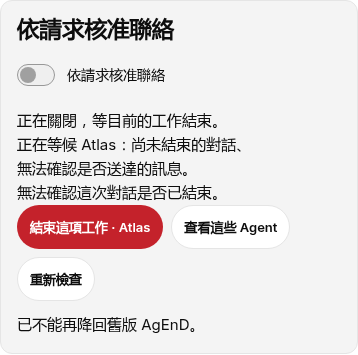 依請求核准聯絡
依請求核准聯絡
正在關閉，等目前的工作結束。
正在等候 Atlas：尚未結束的對話、
無法確認是否送達的訊息。
無法確認這次對話是否已結束。
結束這項工作 · Atlas
查看這些 Agent
重新檢查
已不能再降回舊版 AgEnD。